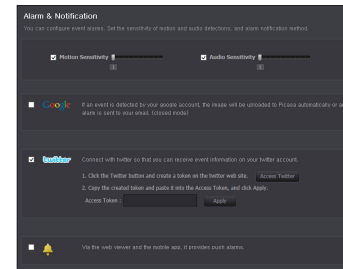 Alarm & Notification
You can configure event alarms. Set the sensitivity of motion and audio detections, and alarm notification method.
Motion Sensitivity
Audio Sensitivity
1
1
Google
If an event is detected by your google account, the image will be uploaded to Picasa automatically or an
alarm is sent to your email. (closed mode)
twitter
Connect with twitter so that you can receive event information on your twitter account.
1. Click the Twitter button and create a token on the twitter web site.
Access Twitter
2. Copy the created token and paste it into the Access Token, and click Apply.
Access Token :
Apply
Via the web viewer and the mobile app, it provides push alarms.